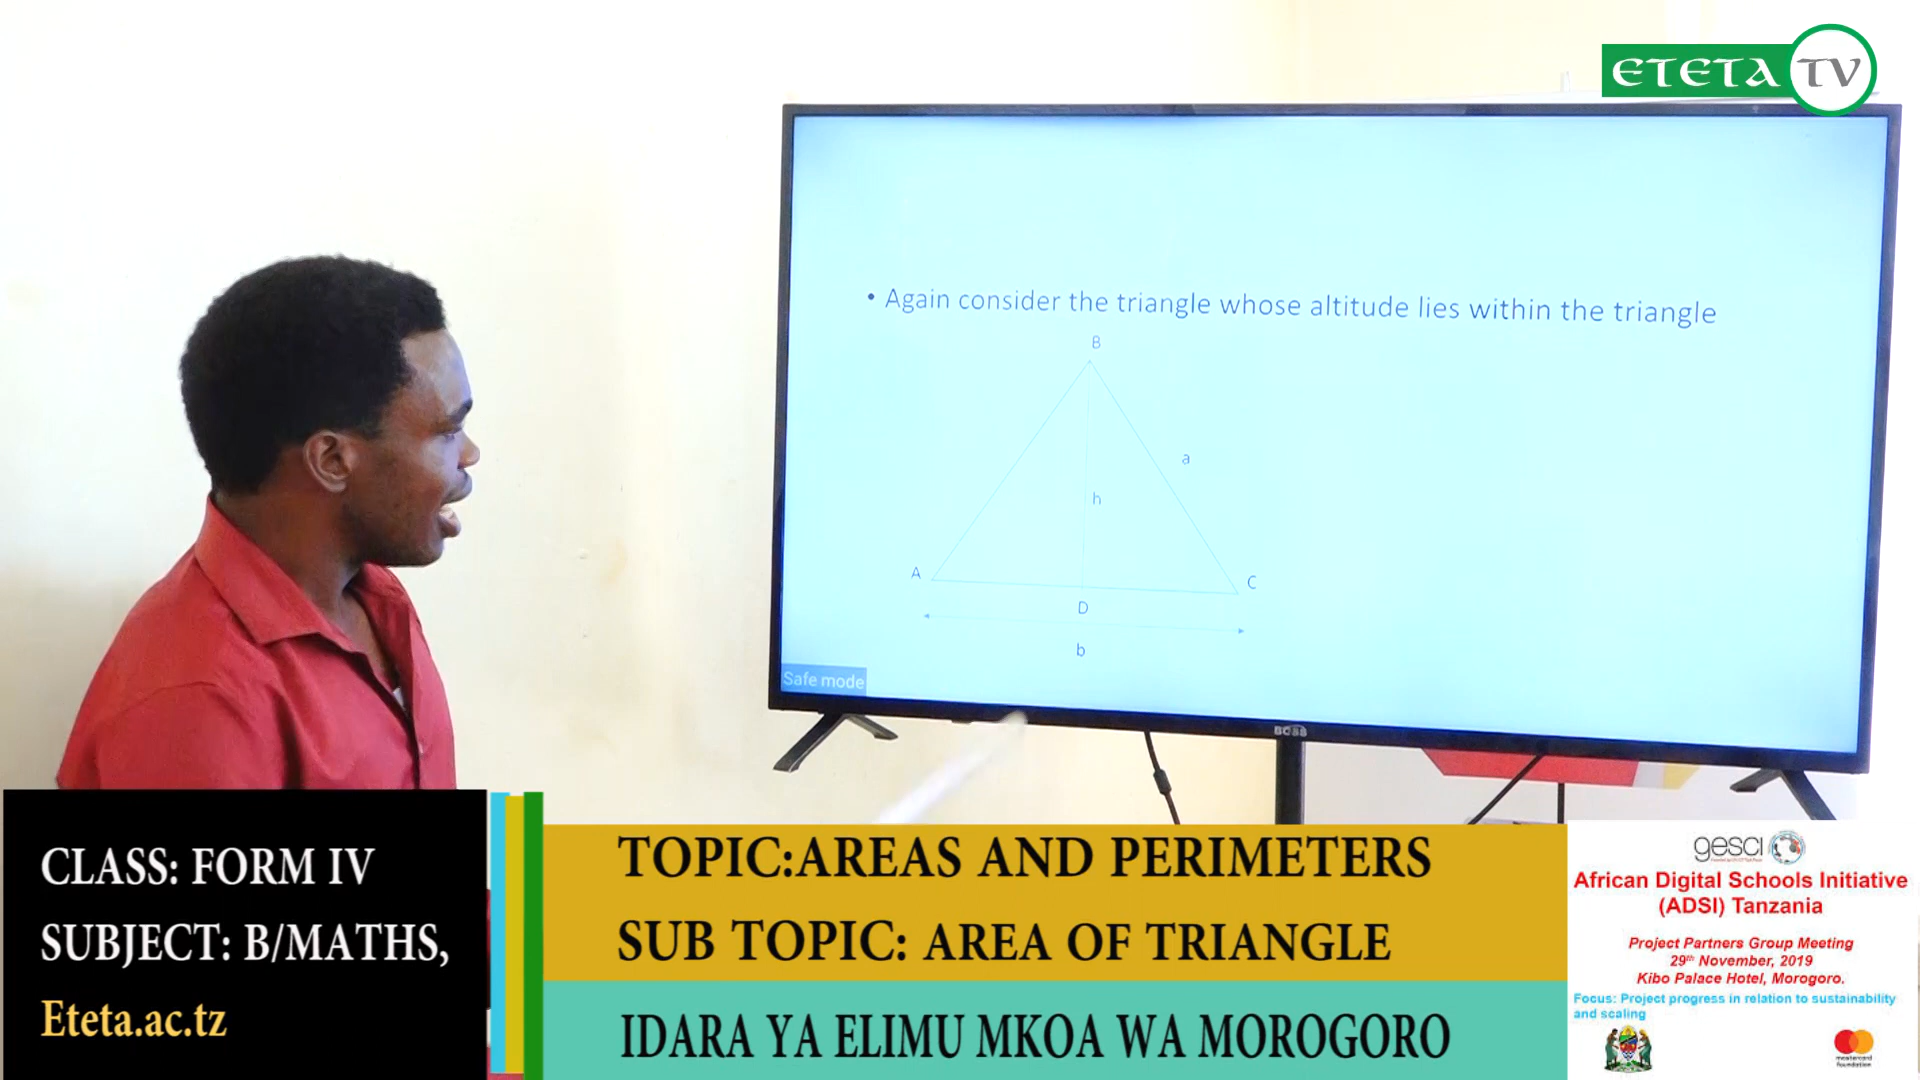 ETETA TV
• Again consider the triangle whose altitude lies within the triangle
B
a
h
A
C
D
b
Safe mode
BOSS
CLASS: FORM IV
SUBJECT: B/MATHS,
Eteta.ac.tz
TOPIC:AREAS AND PERIMETERS
SUB TOPIC: AREA OF TRIANGLE
IDARA YA ELIMU MKOA WA MOROGORO
gesci
African Digital Schools Initiative
(ADSI) Tanzania
Project Partners Group Meeting
29th November, 2019
Kibo Palace Hotel, Morogoro.
Focus: Project progress in relation to sustainability
and scaling
mastercard
foundation